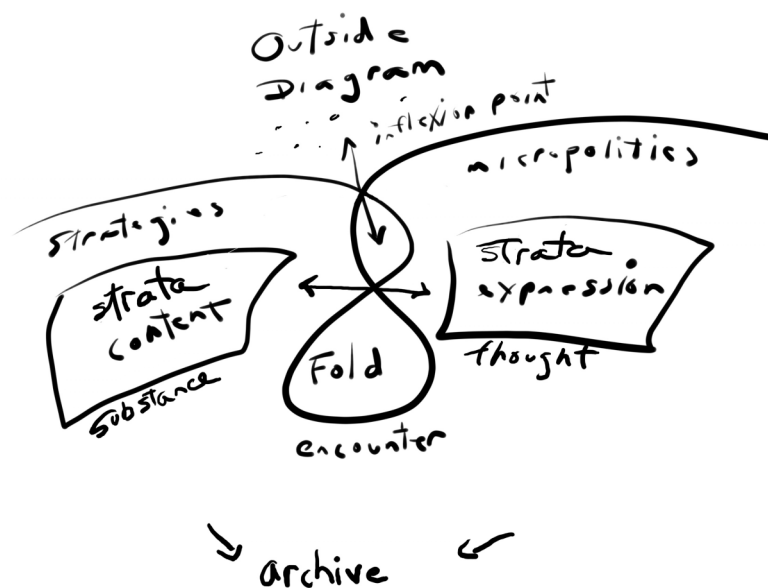 Outside
Diagram
inflexion point
micropolitics
strategies
strata
expression
strata
content
thought
substance
Fold
encounter
archive